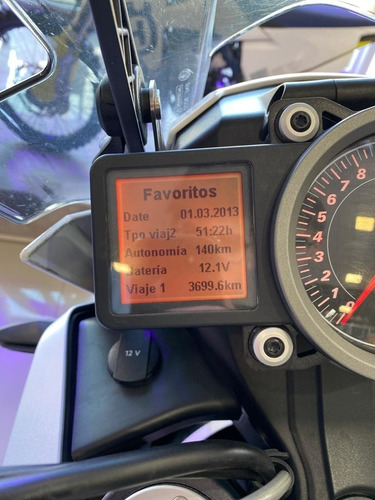 Favoritos
Date 01.03.2013
Tpo viaj2 51:22h
Autonomía 140km
Batería 12.1V
Viaje 1 3699.6km
12 V
8
7
6
5
4
3
2
1
0